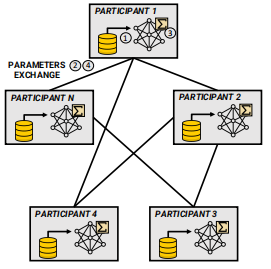 PARTICIPANT 1
Σ
1
3
PARAMETERS 2 4
EXCHANGE
PARTICIPANT N
Σ
PARTICIPANT 2
Σ
PARTICIPANT 4
Σ
PARTICIPANT 3
Σ